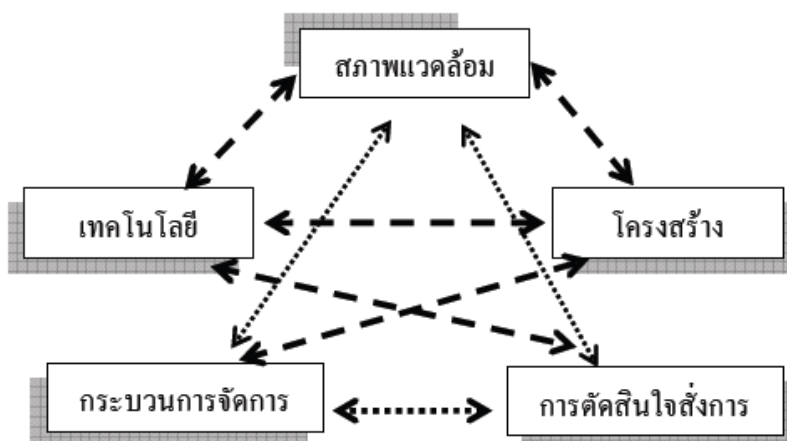 สภาพแวดล้อม
เทคโนโลยี
โครงสร้าง
กระบวนการจัดการ
การตัดสินใจสั่งการ